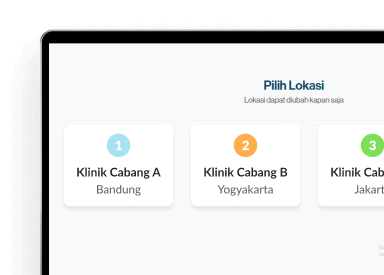 Pilih Lokasi
Lokasi dapat diubah kapan saja
1
Klinik Cabang A
Bandung
2
Klinik Cabang B
Yogyakarta
3
Klinik Cab
Jakart